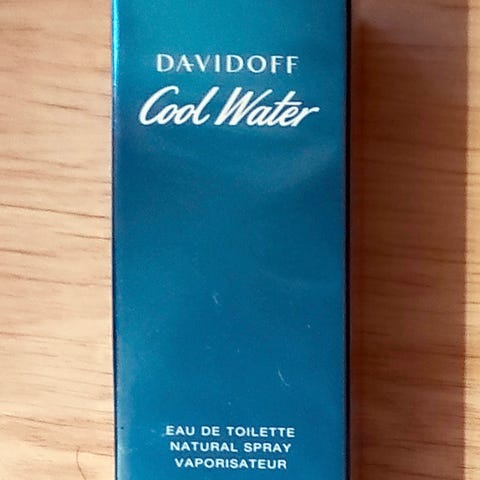 DAVIDOFF
Cool Water
EAU DE TOILETTE
NATURAL SPRAY
VAPORISATEUR